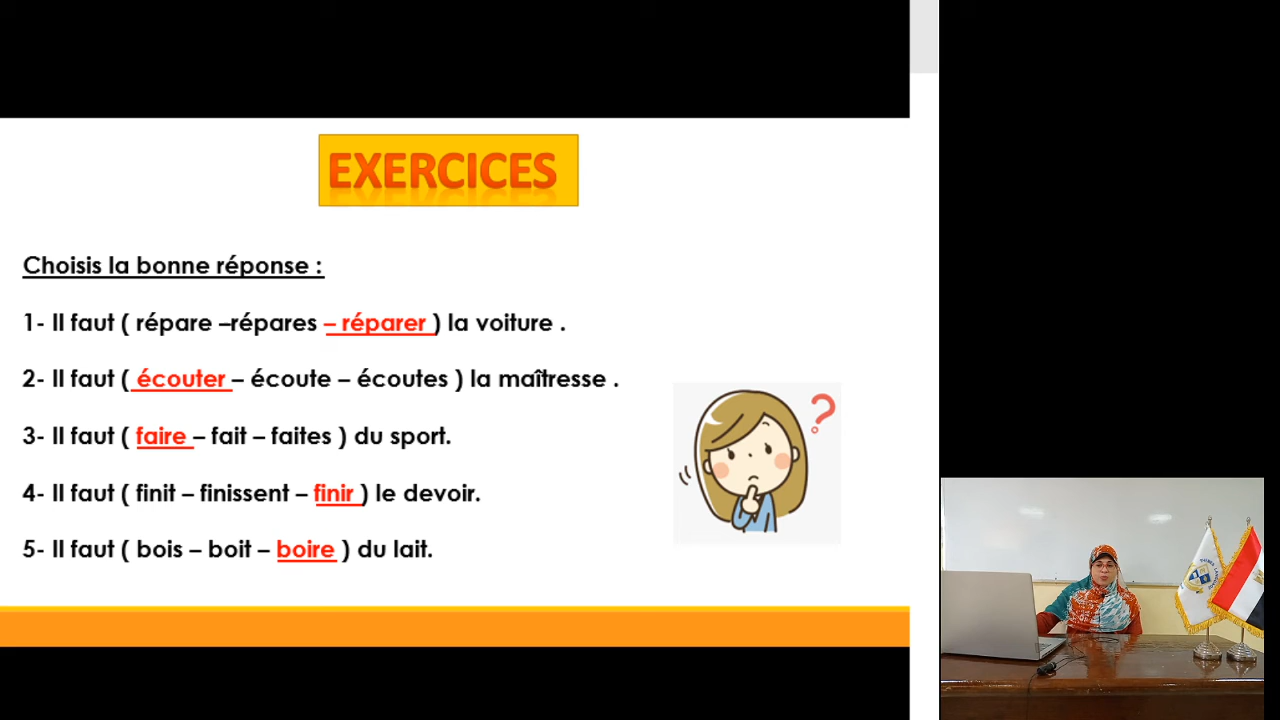 EXERCICES
Choisis la bonne réponse :
1- Il faut ( répare –répares – réparer ) la voiture .
2- Il faut ( écouter – écoute – écoutes ) la maîtresse .
3- Il faut ( faire – fait – faites ) du sport.
4- Il faut ( finit – finissent – finir ) le devoir.
5- Il faut ( bois – boit – boire ) du lait.
?